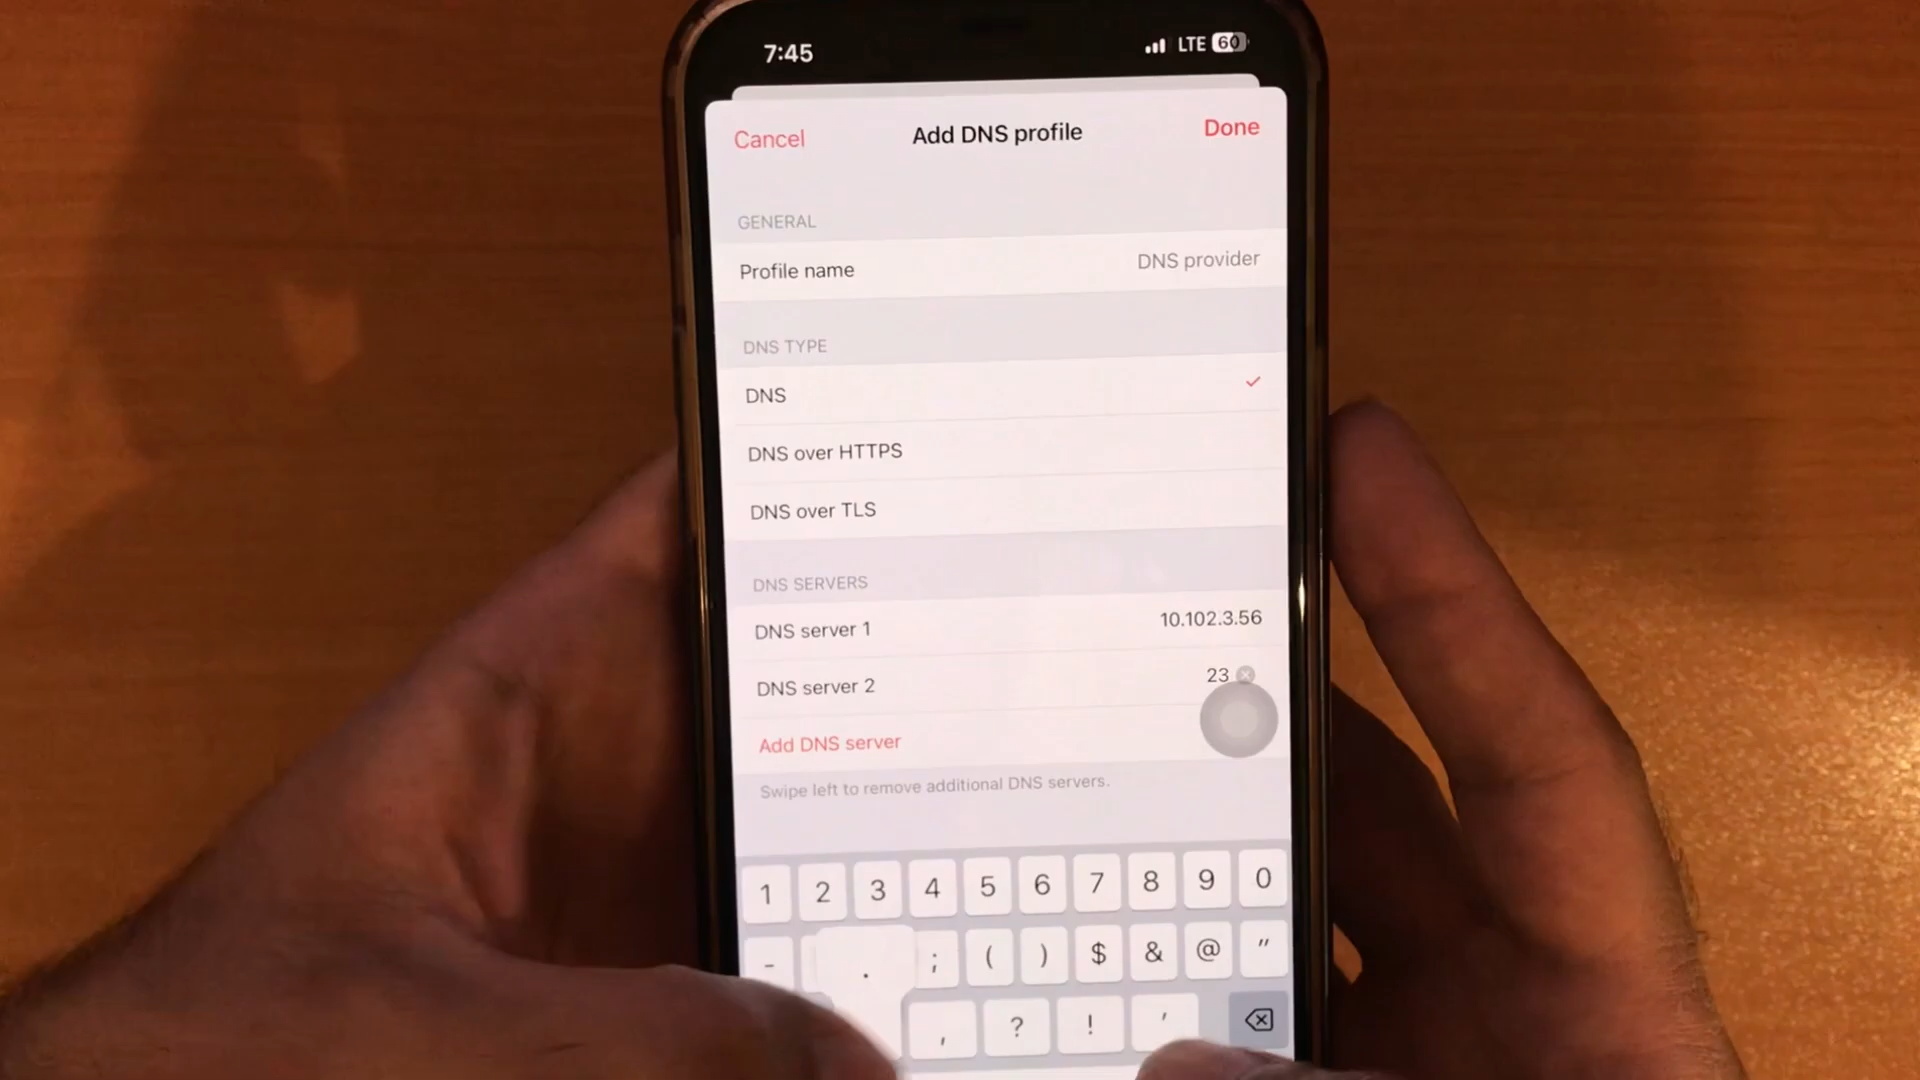 7:45
LTE 60
Cancel
Add DNS profile
Done
GENERAL
Profile name
DNS provider
DNS TYPE
DNS
DNS over HTTPS
DNS over TLS
DNS SERVERS
DNS server 1
10.102.3.56
DNS server 2
23
Add DNS server
Swipe left to remove additional DNS servers.
1 2 3 4 5 6 7 8 9 0
- . ; ( ) $ & @ "
, ? ! '